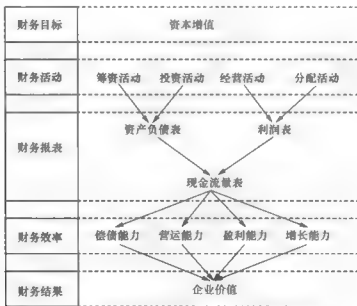 财务目标 资本增值
财务活动 筹资活动 投资活动 经营活动 分配活动
资产负债表 利润表
财务报表
现金流量表
财务效率 偿债能力 营运能力 盈利能力 增长能力
财务结果 企业价值